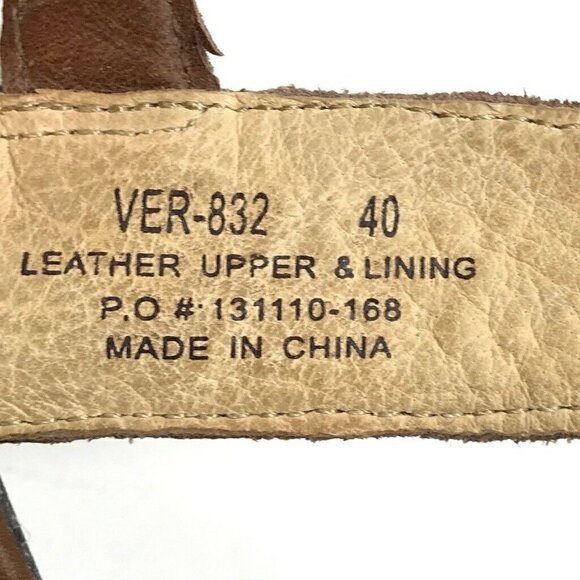 VER-832 40
LEATHER UPPER & LINING
P.O #: 131110-168
MADE IN CHINA